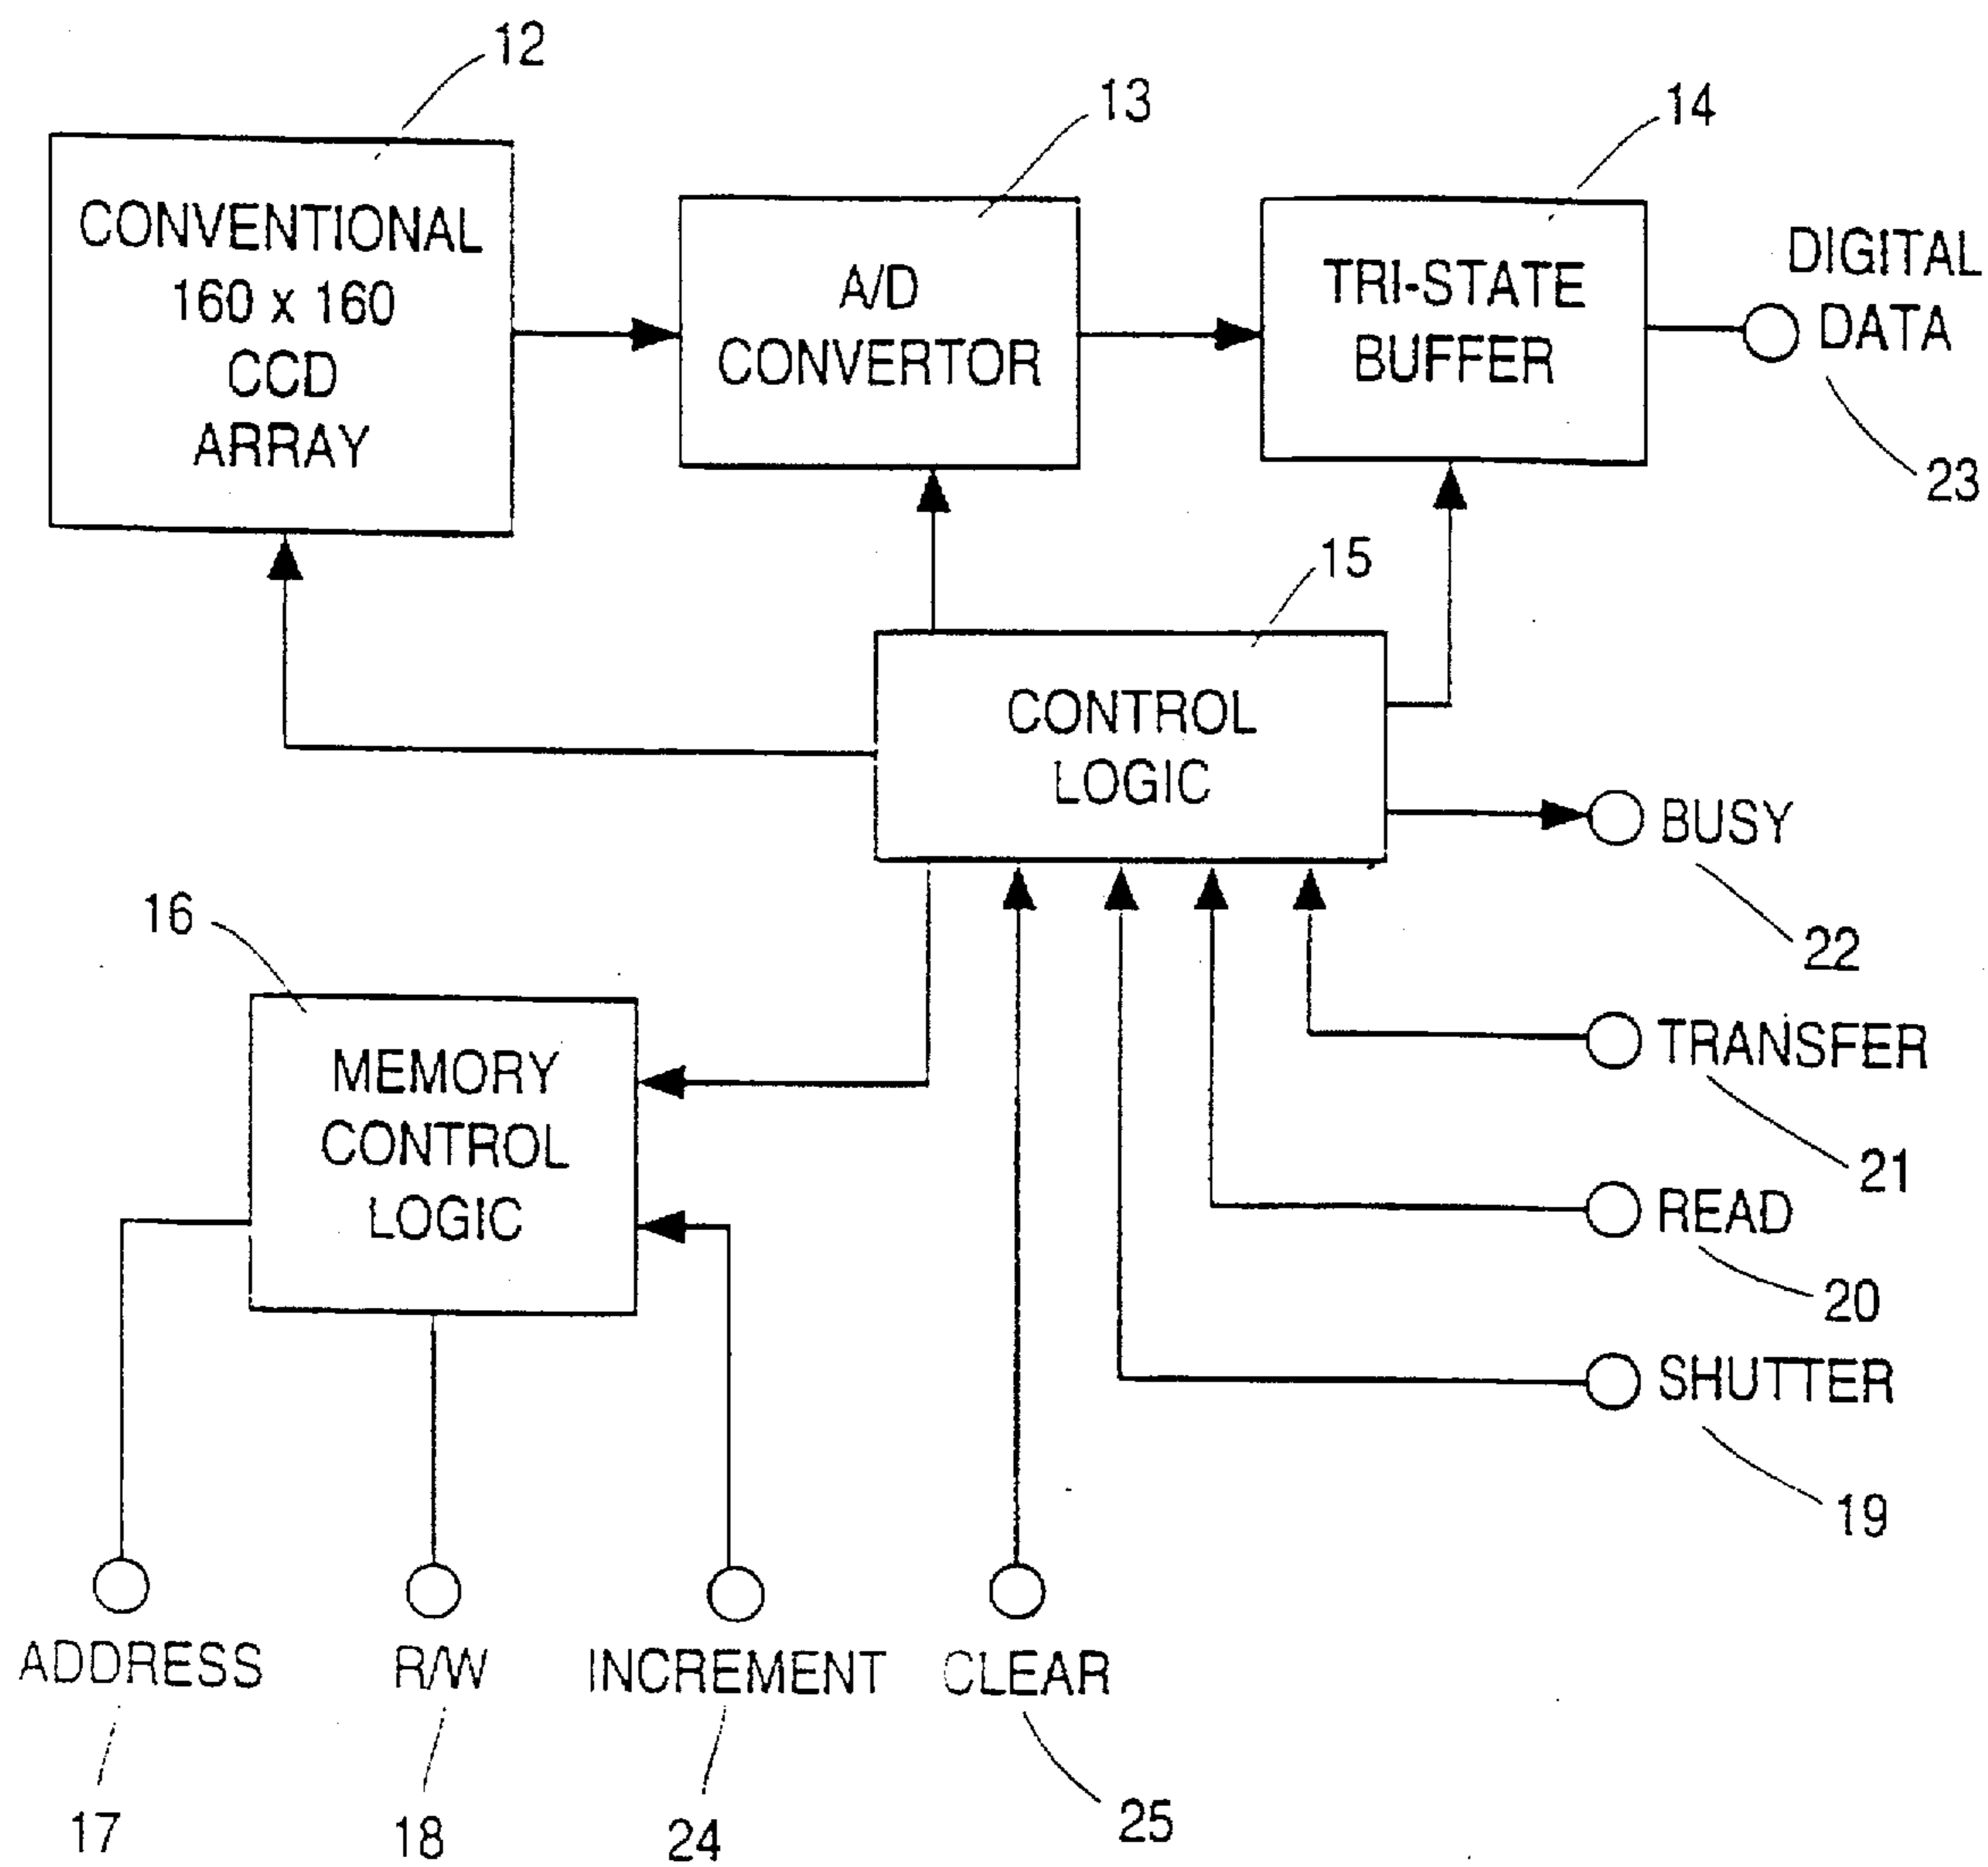 12
13
14
CONVENTIONAL
160 x 160
CCD
ARRAY
A/D
CONVERTOR
TRI-STATE
BUFFER
DIGITAL
DATA
23
15
CONTROL
LOGIC
BUSY
22
16
MEMORY
CONTROL
LOGIC
TRANSFER
21
READ
20
SHUTTER
19
ADDRESS
R/W
INCREMENT
CLEAR
17
18
24
25